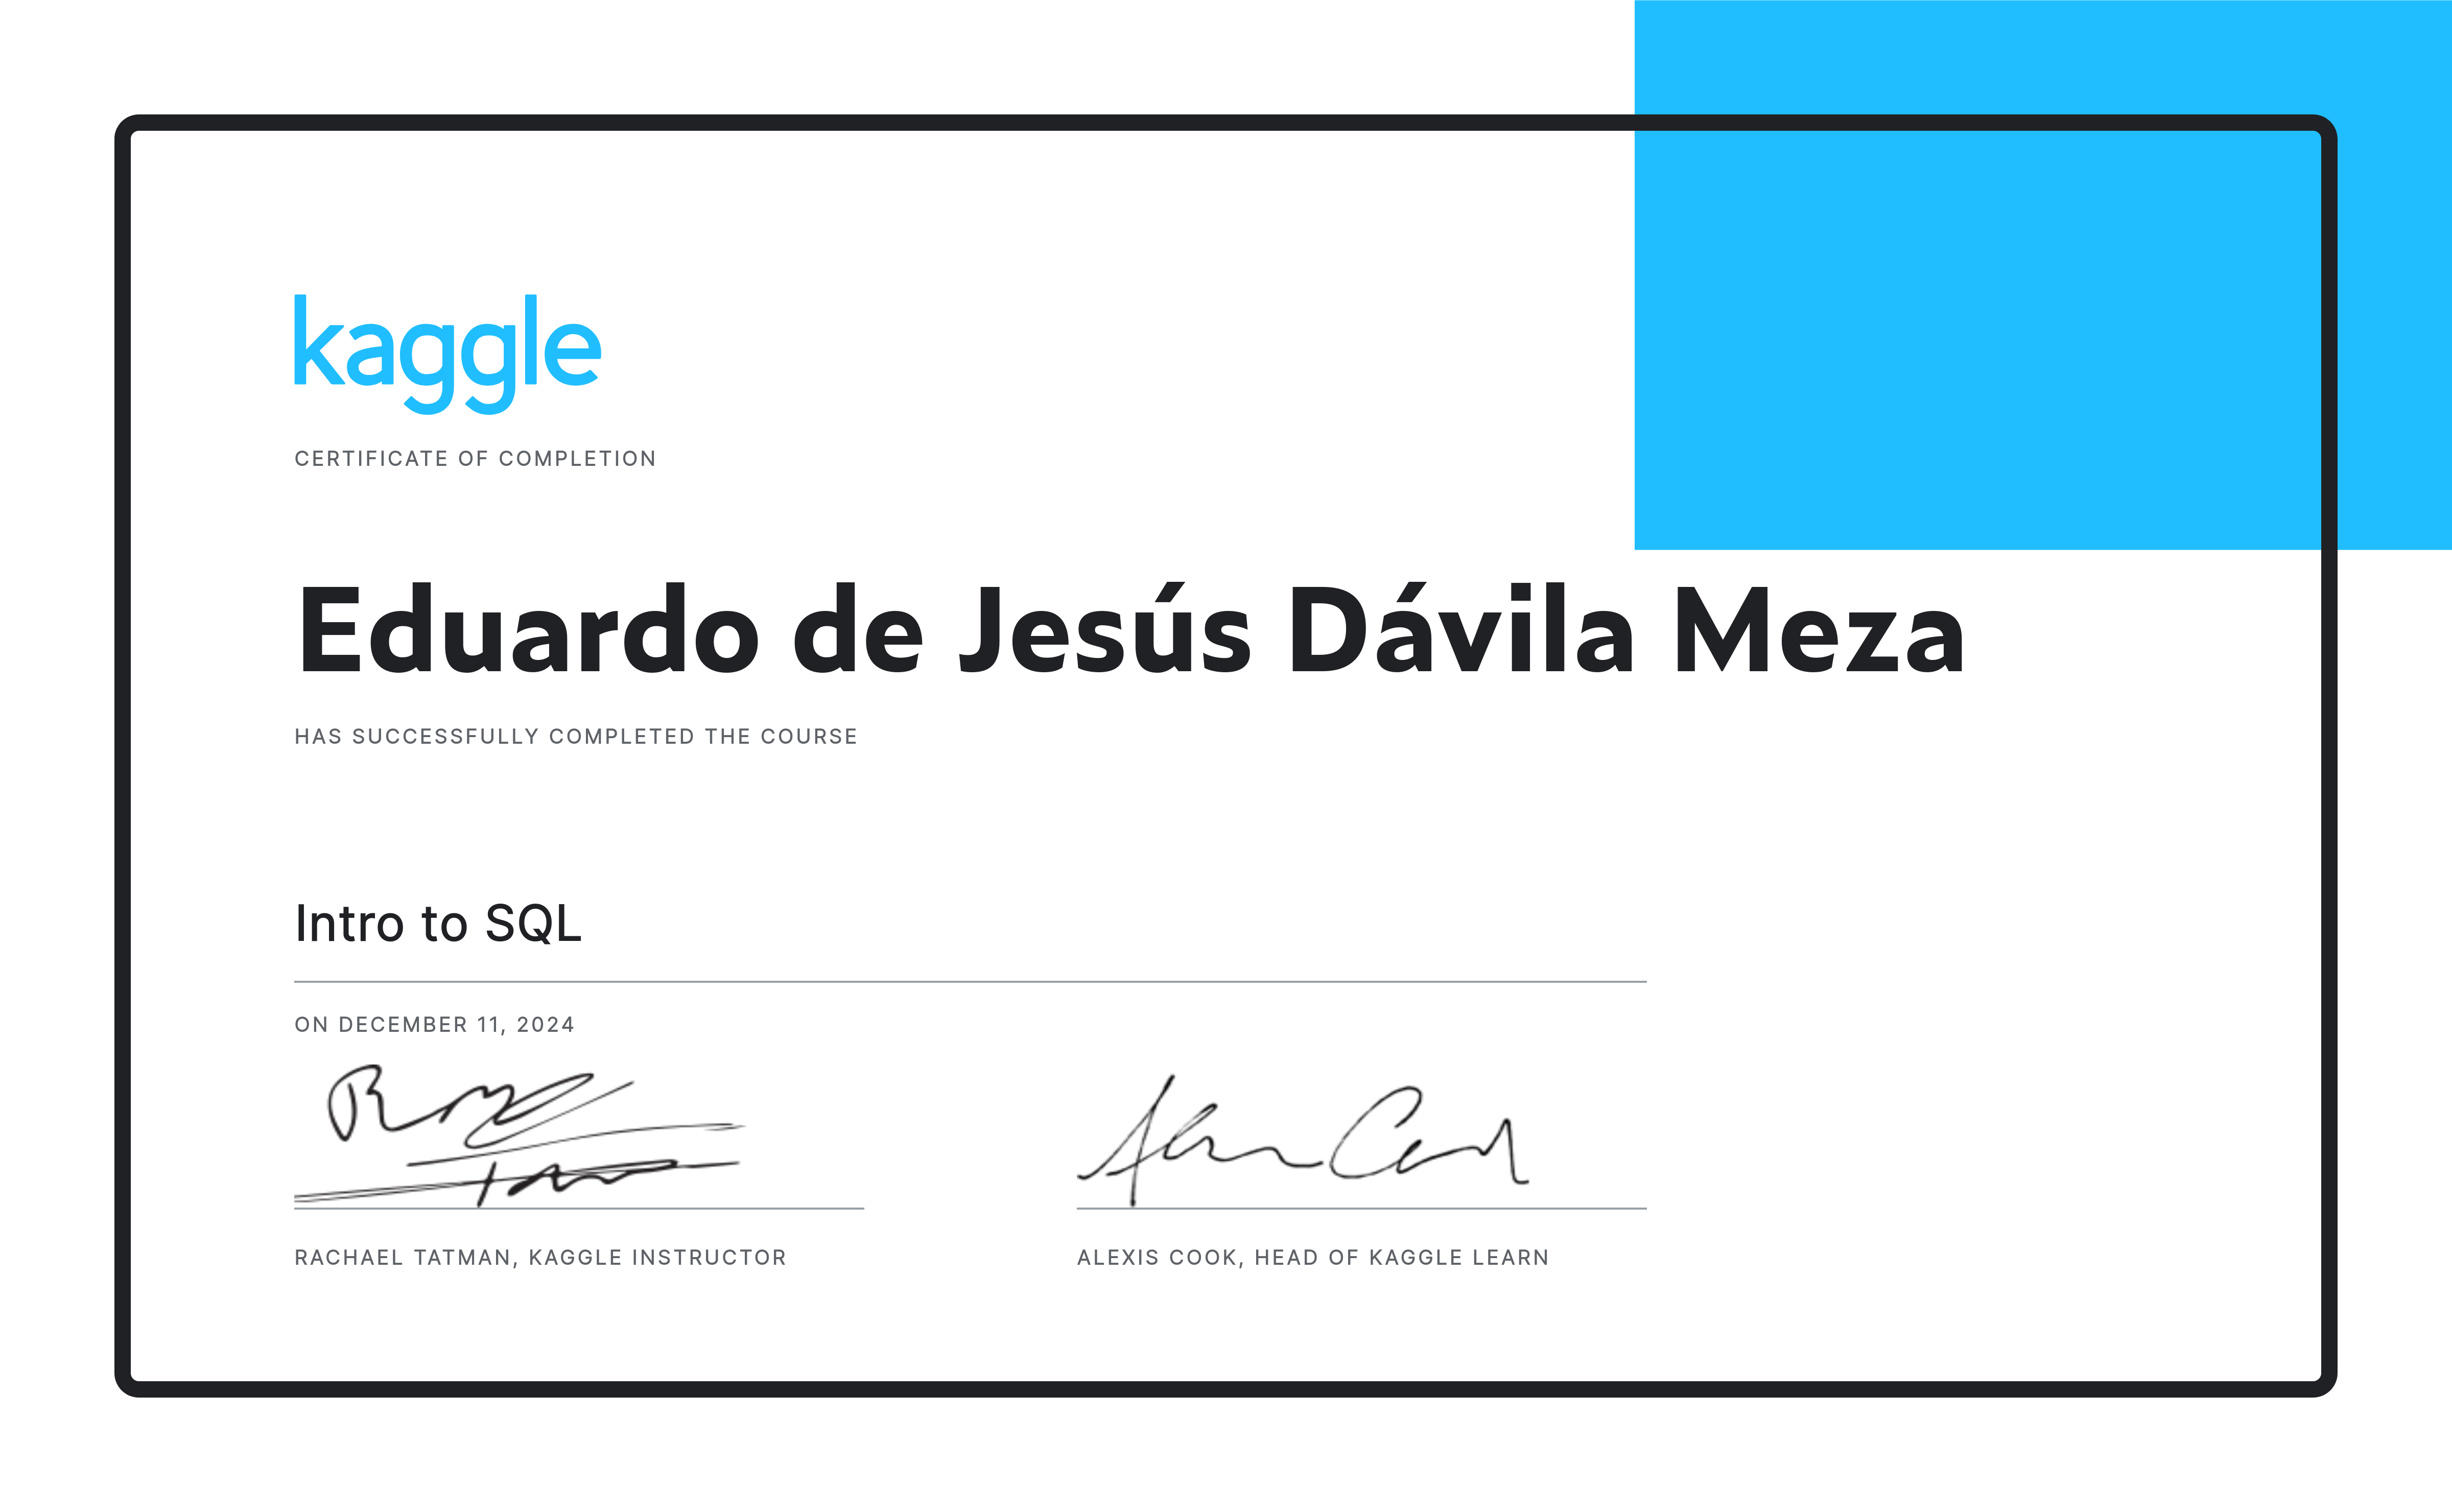 kaggle
CERTIFICATE OF COMPLETION
Eduardo de Jesús Dávila Meza
HAS SUCCESSFULLY COMPLETED THE COURSE
Intro to SQL
ON DECEMBER 11, 2024
RACHAEL TATMAN, KAGGLE INSTRUCTOR
ALEXIS COOK, HEAD OF KAGGLE LEARN